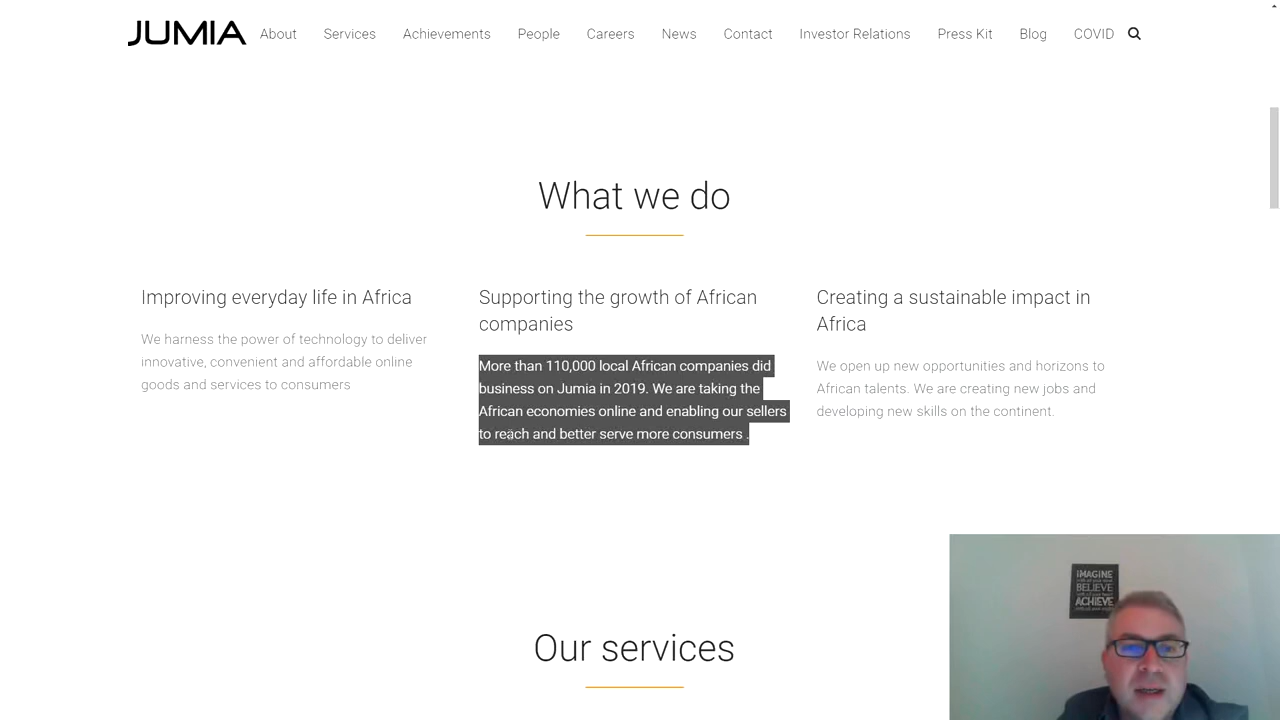 JUMIA About Services Achievements People Careers News Contact Investor Relations Press Kit Blog COVID
What we do
Improving everyday life in Africa
We harness the power of technology to deliver
innovative, convenient and affordable online
goods and services to consumers
Supporting the growth of African
companies
More than 110,000 local African companies did
business on Jumia in 2019. We are taking the
African economies online and enabling our sellers
to reach and better serve more consumers .
Creating a sustainable impact in
Africa
We open up new opportunities and horizons to
African talents. We are creating new jobs and
developing new skills on the continent.
Our services
IMAGINE
BELIEVE
ACHIEVE